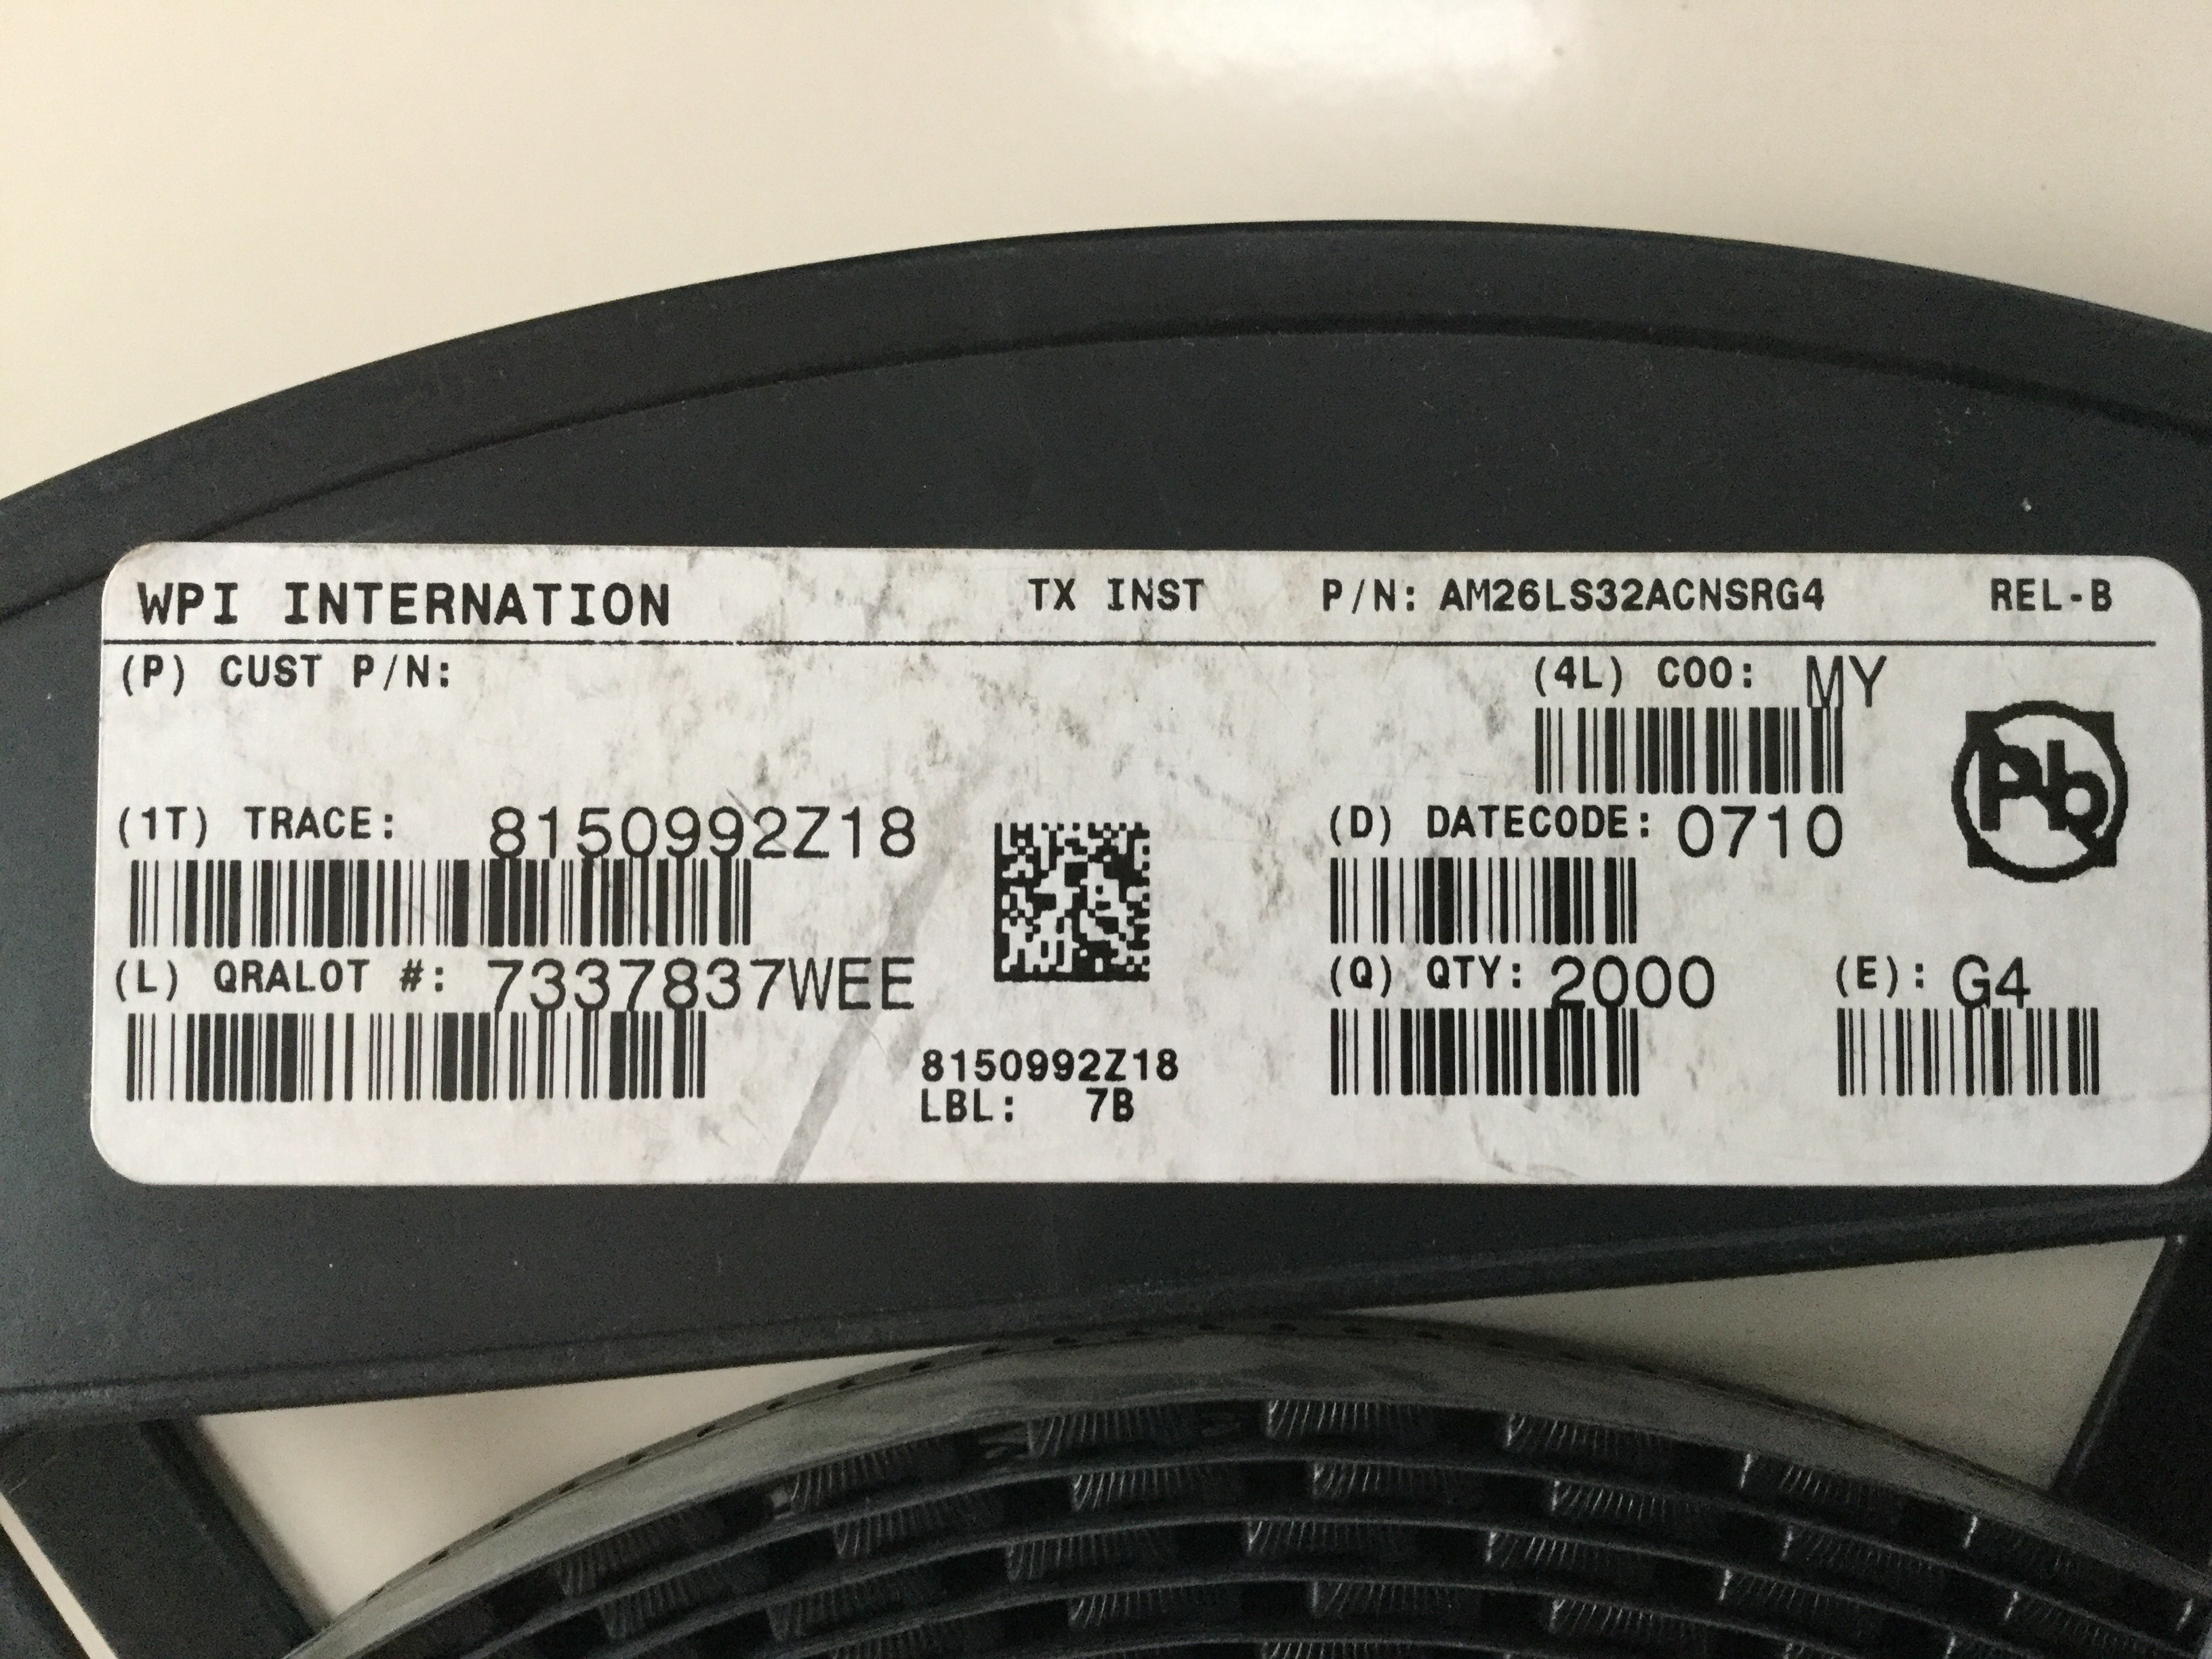 WPI INTERNATION TX INST P/N: AM26LS32ACNSRG4 REL-B
(P) CUST P/N: (4L) COO: MY
Pb
(1T) TRACE: 8150992Z18 (D) DATECODE: 0710
(L) QRALOT #: 7337837WEE (Q) QTY: 2000 (E): G4
8150992Z18
LBL: 7B